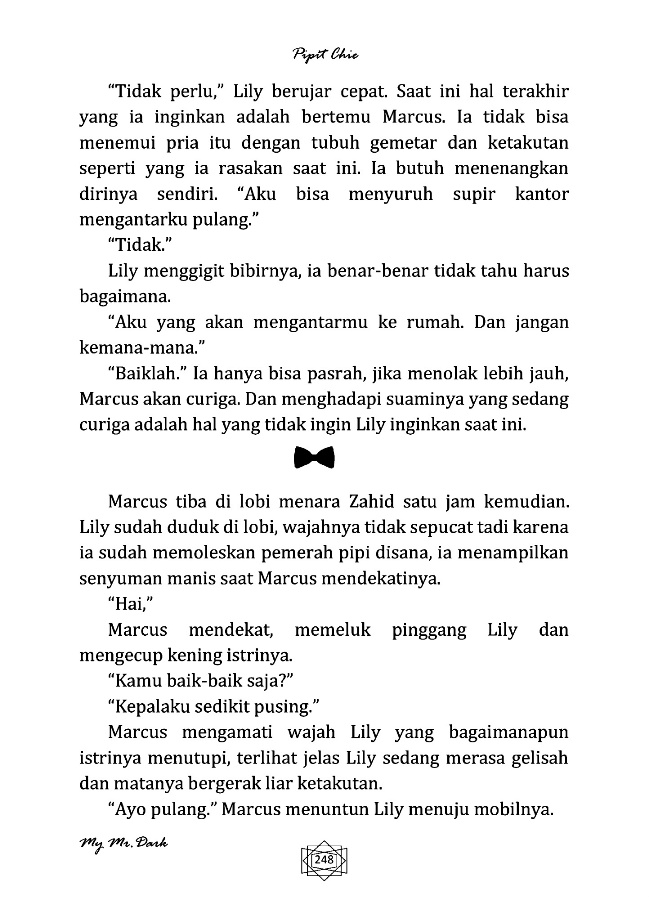 Pipit Chie
“Tidak perlu,” Lily berujar cepat. Saat ini hal terakhir
yang ia inginkan adalah bertemu Marcus. Ia tidak bisa
menemui pria itu dengan tubuh gemetar dan ketakutan
seperti yang ia rasakan saat ini. Ia butuh menenangkan
dirinya sendiri. “Aku bisa menyuruh supir kantor
mengantarku pulang.”
“Tidak.”
Lily menggigit bibirnya, ia benar-benar tidak tahu harus
bagaimana.
“Aku yang akan mengantarmu ke rumah. Dan jangan
kemana-mana.”
“Baiklah.” Ia hanya bisa pasrah, jika menolak lebih jauh,
Marcus akan curiga. Dan menghadapi suaminya yang sedang
curiga adalah hal yang tidak ingin Lily inginkan saat ini.
Marcus tiba di lobi menara Zahid satu jam kemudian.
Lily sudah duduk di lobi, wajahnya tidak sepucat tadi karena
ia sudah memoleskan pemerah pipi disana, ia menampilkan
senyuman manis saat Marcus mendekatinya.
“Hai,”
Marcus mendekat, memeluk pinggang Lily dan
mengecup kening istrinya.
“Kamu baik-baik saja?”
“Kepalaku sedikit pusing.”
Marcus mengamati wajah Lily yang bagaimanapun
istrinya menutupi, terlihat jelas Lily sedang merasa gelisah
dan matanya bergerak liar ketakutan.
“Ayo pulang.” Marcus menuntun Lily menuju mobilnya.
My Mr. Dark
248